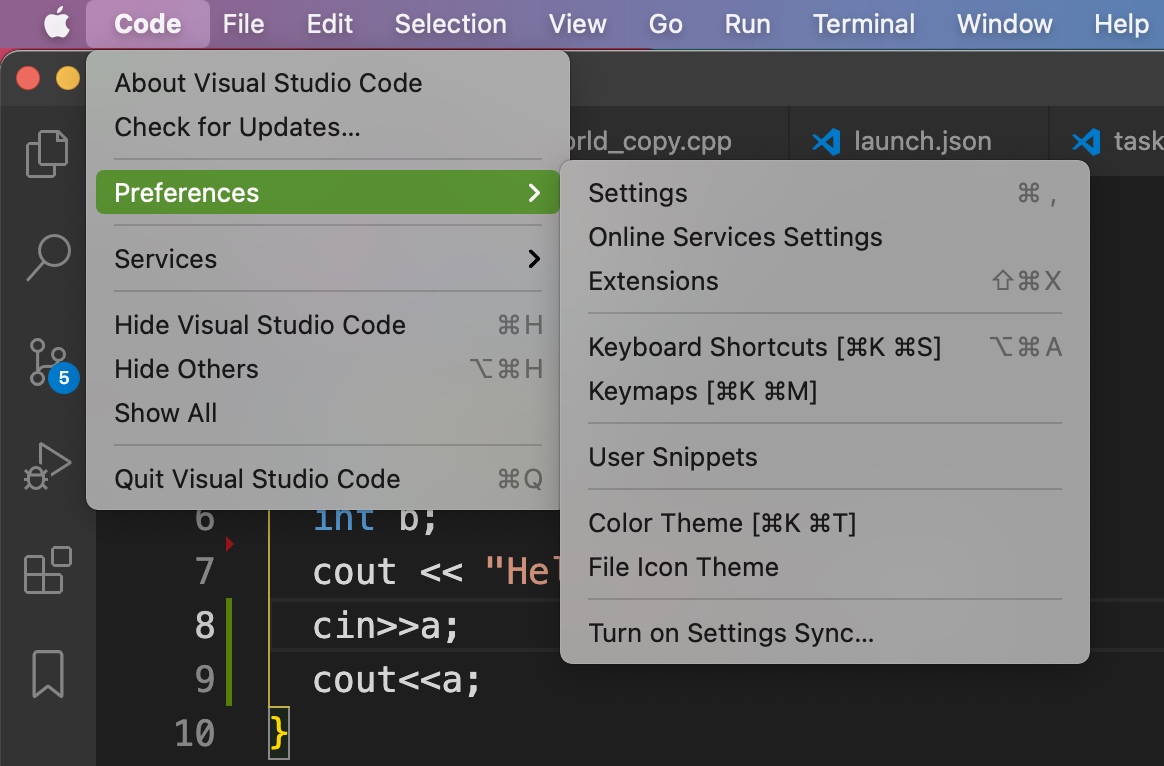 Code File Edit Selection View Go Run Terminal Window Help
About Visual Studio Code
Check for Updates...
Preferences
Services
Hide Visual Studio Code ⌘H
Hide Others ⌥⌘H
Show All
Quit Visual Studio Code ⌘Q
orld_copy.cpp launch.json task
Settings ⌘ ,
Online Services Settings
Extensions ⇧⌘X
Keyboard Shortcuts [⌘K ⌘S] ⌥⌘A
Keymaps [⌘K ⌘M]
User Snippets
Color Theme [⌘K ⌘T]
File Icon Theme
Turn on Settings Sync...
5
6 int b;
7 cout << "Hel
8 cin>>a;
9 cout<<a;
10 }